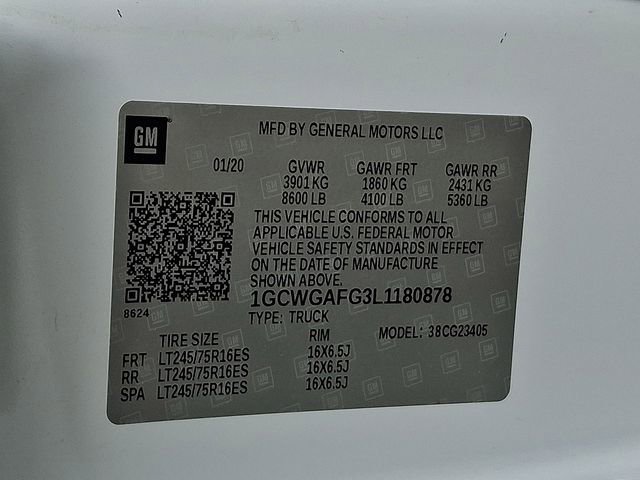 GM
MFD BY GENERAL MOTORS LLC
01/20 GVWR GAWR FRT GAWR RR
3901 KG 1860 KG 2431 KG
8600 LB 4100 LB 5360 LB
THIS VEHICLE CONFORMS TO ALL
APPLICABLE U.S. FEDERAL MOTOR
VEHICLE SAFETY STANDARDS IN EFFECT
ON THE DATE OF MANUFACTURE
SHOWN ABOVE.
1GCWGAFG3L1180878
8624
TYPE: TRUCK
MODEL: 38CG23405
TIRE SIZE RIM
FRT LT245/75R16ES 16X6.5J
RR LT245/75R16ES 16X6.5J
SPA LT245/75R16ES 16X6.5J